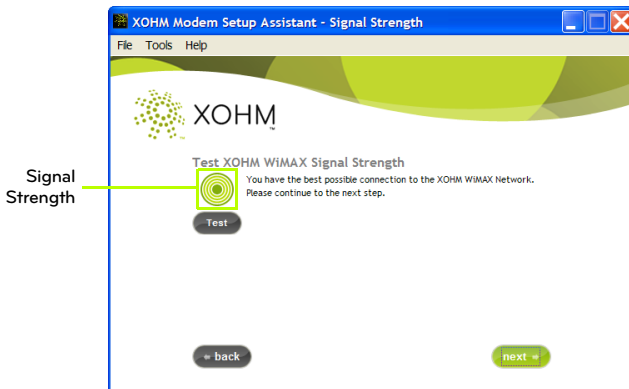 XOHM Modem Setup Assistant - Signal Strength
File Tools Help
XOHM™
Test XOHM WiMAX Signal Strength
Signal
Strength
You have the best possible connection to the XOHM WiMAX Network.
Please continue to the next step.
Test
back
next